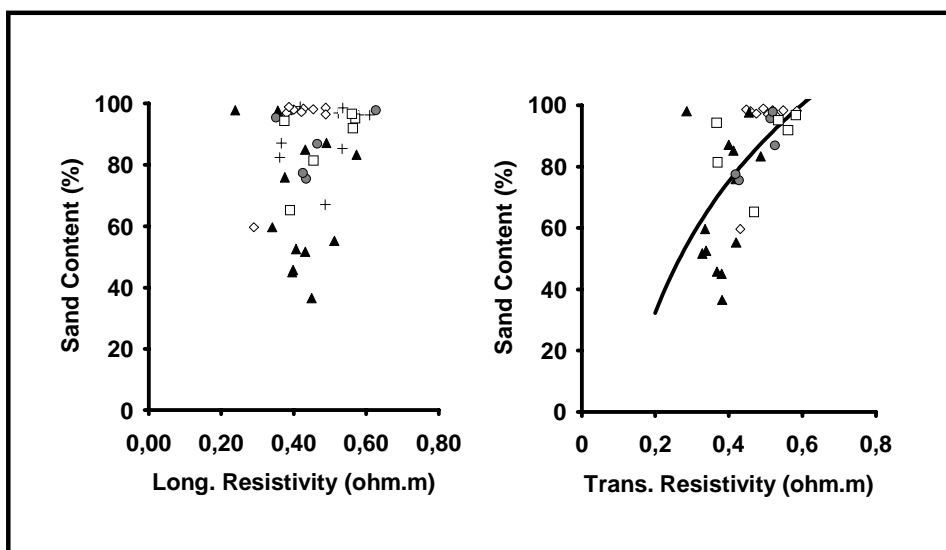 Sand Content (%)
100
80
60
40
20
0
0,00 0,20 0,40 0,60 0,80
Long. Resistivity (ohm.m)
Sand Content (%)
100
80
60
40
20
0
0 0,2 0,4 0,6 0,8
Trans. Resistivity (ohm.m)